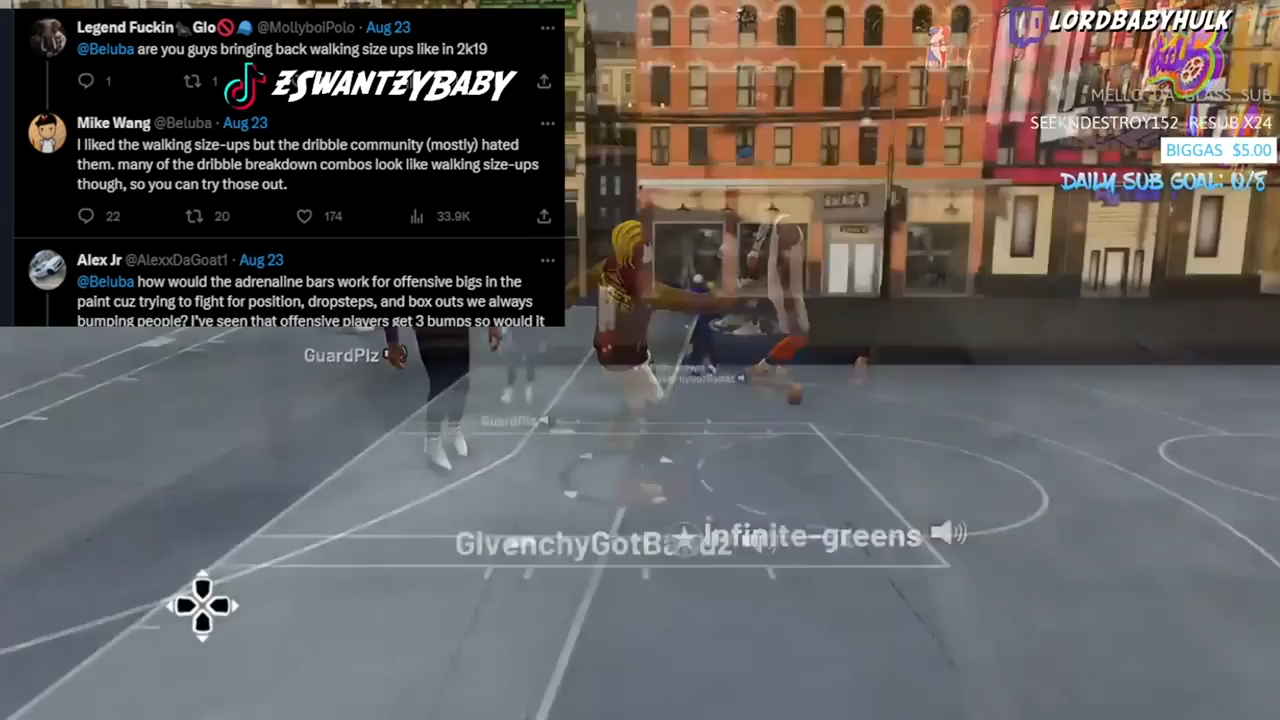 Legend Fuckin🐜Glo🚫🧢 @MollyboiPolo · Aug 23
@Beluba are you guys bringing back walking size ups like in 2k19
1 1
ZSWANTZYBABY
Mike Wang @Beluba · Aug 23
I liked the walking size-ups but the dribble community (mostly) hated
them. many of the dribble breakdown combos look like walking size-ups
though, so you can try those out.
22 20 174 33.9K
Alex Jr @AlexxDaGoat1 · Aug 23
@Beluba how would the adrenaline bars work for offensive bigs in the
paint cuz trying to fight for position, dropsteps, and box outs we always
bumping people? I've seen that offensive players get 3 bumps so would it
LORDBABYHULK
MELLO_DA_GLASS SUB
SEEKNDESTROY152 RESUB X24
BIGGAS $5.00
DAILY SUB GOAL: 0/8
GuardPlz
GuardPlz
Infinite-greens